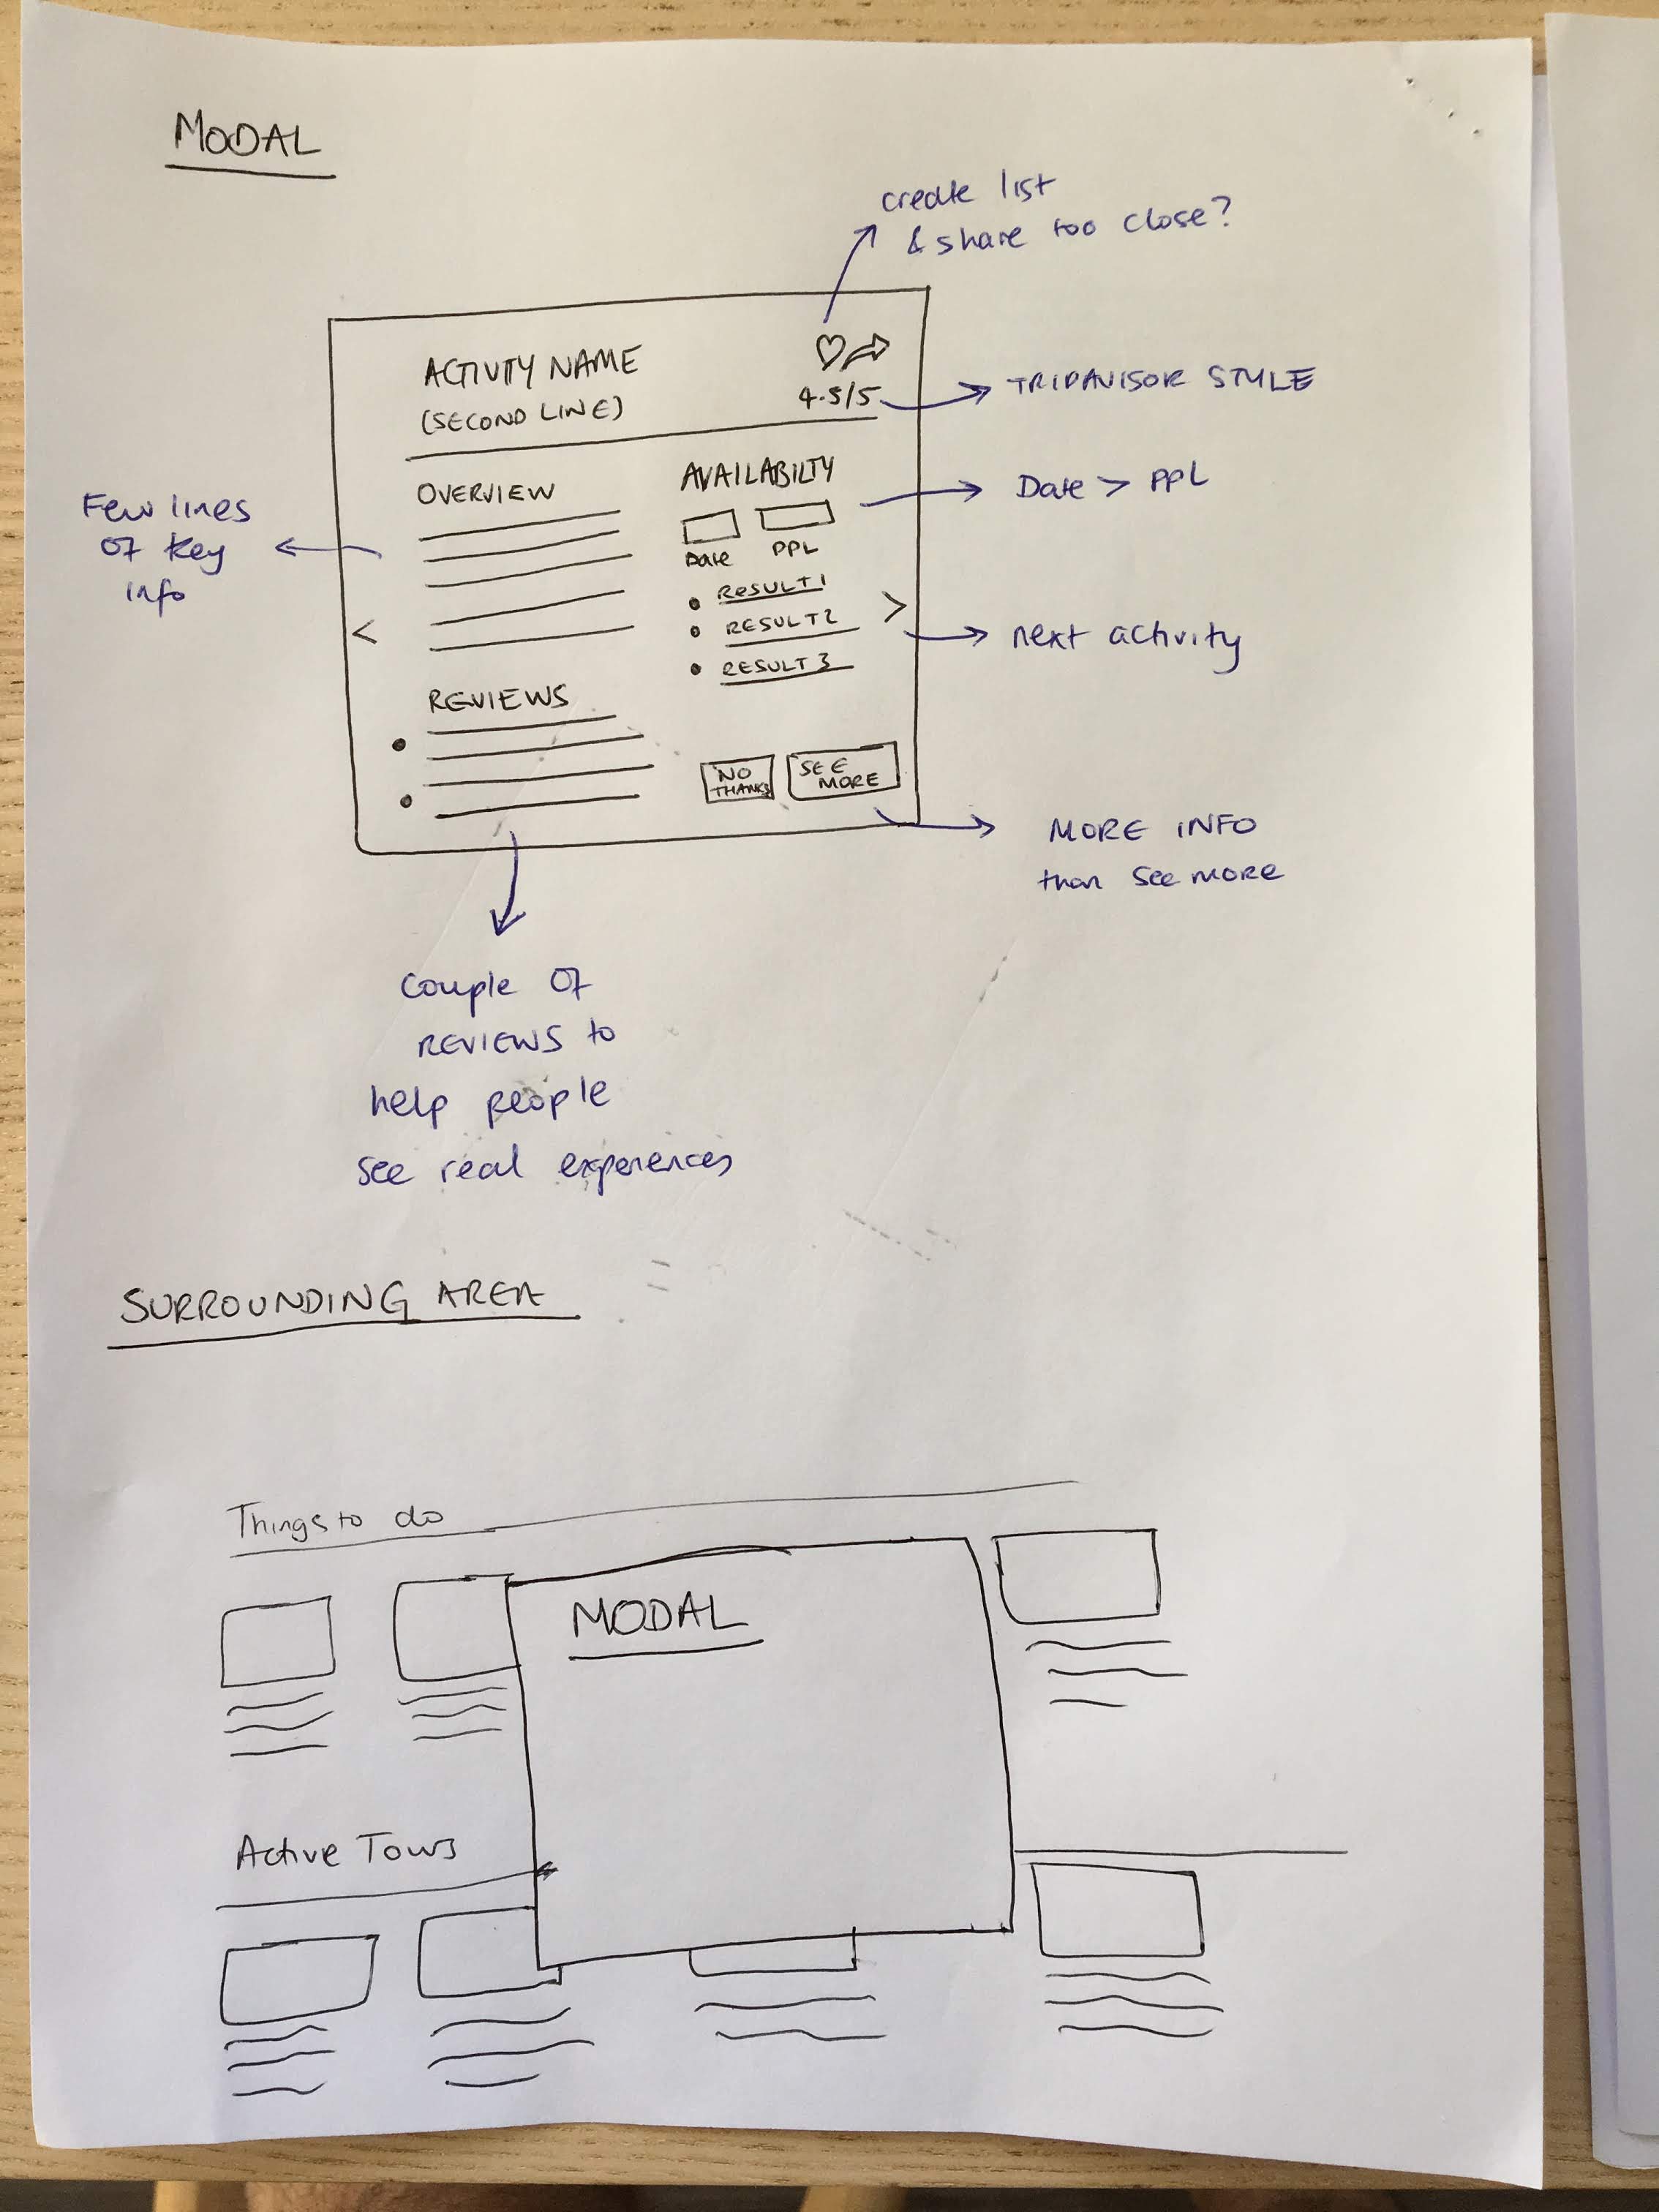 MODAL
create list
& share too close?
ACTIVITY NAME
(SECOND LINE)
4.5/5
TRIPAVISOR STYLE
OVERVIEW
AVAILABILTY
Date
PPL
Date > PPL
Few lines
of key
info
RESULT 1
RESULT 2
RESULT 3
<
>
next activity
REVIEWS
NO
THANKS
SEE
MORE
MORE INFO
than see more
couple of
REVIEWS to
help people
see real experiences
SURROUNDING AREA
Things to do
MODAL
Active Tours